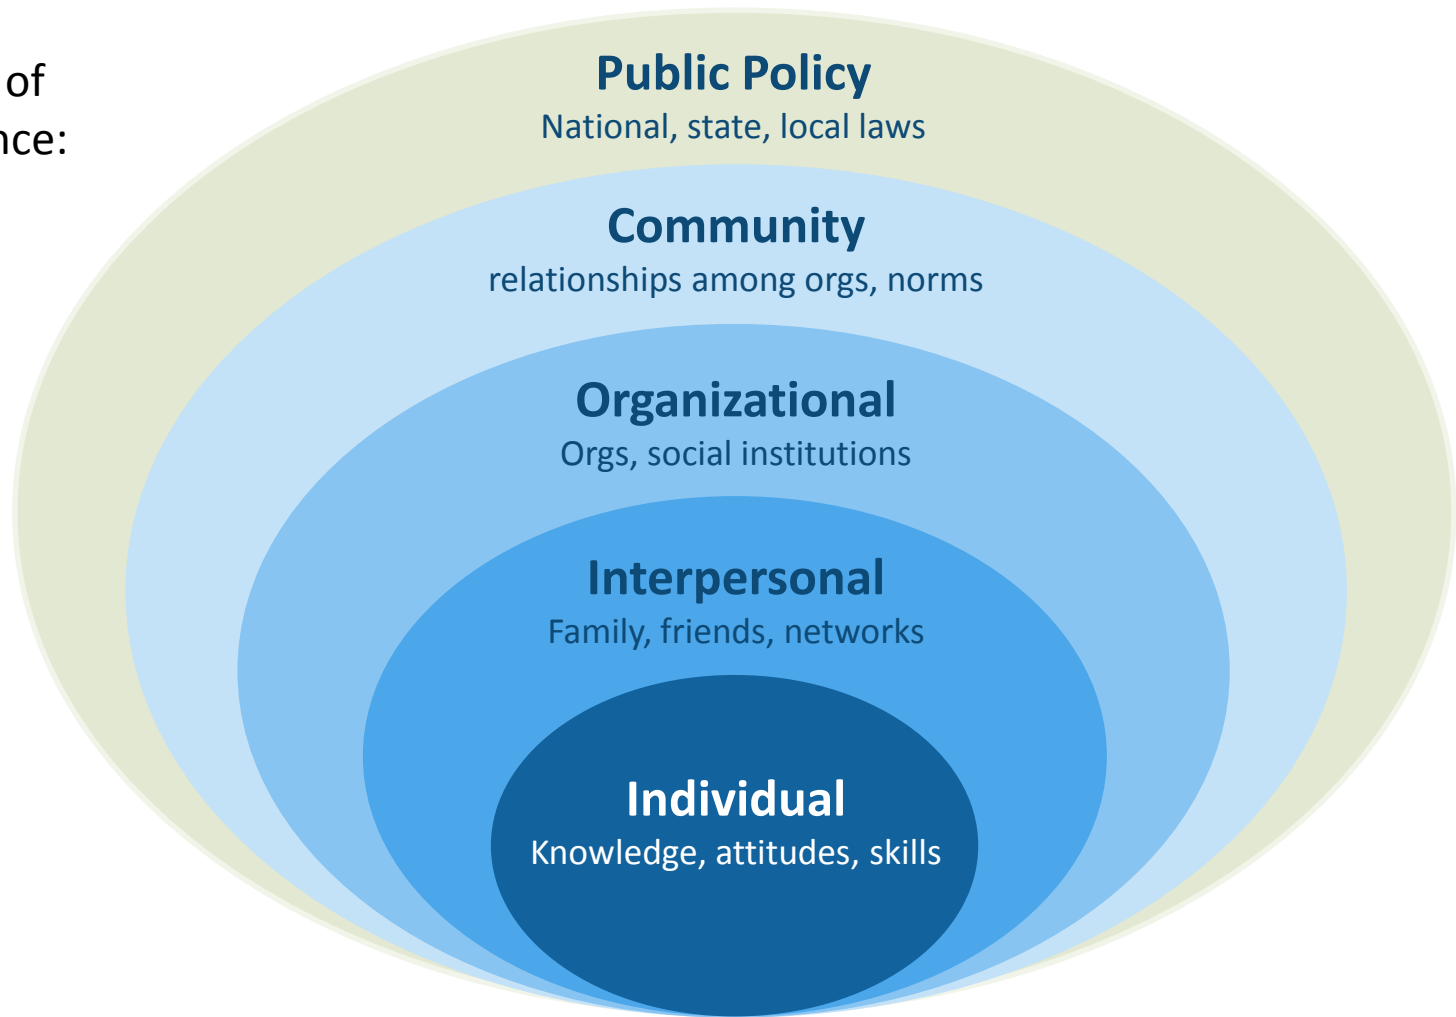 of
nce:
Public Policy
National, state, local laws
Community
relationships among orgs, norms
Organizational
Orgs, social institutions
Interpersonal
Family, friends, networks
Individual
Knowledge, attitudes, skills